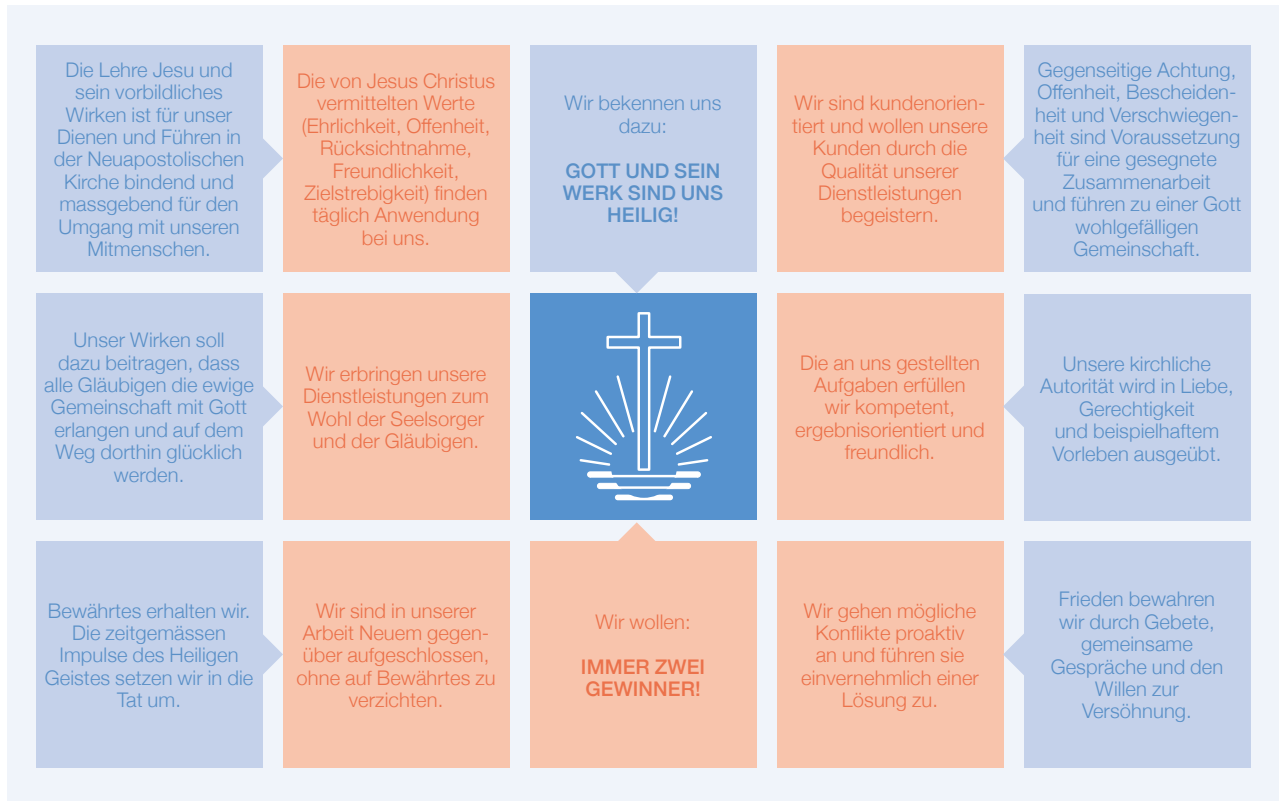 Die Lehre Jesu und
sein vorbildliches
Wirken ist für unser
Dienen und Führen in
der Neuapostolischen
Kirche bindend und
massgebend für den
Umgang mit unseren
Mitmenschen.
Die von Jesus Christus
vermittelten Werte
(Ehrlichkeit, Offenheit,
Rücksichtnahme,
Freundlichkeit,
Zielstrebigkeit) finden
täglich Anwendung
bei uns.
Wir bekennen uns
dazu:
GOTT UND SEIN
WERK SIND UNS
HEILIG!
Wir sind kundenorien-
tiert und wollen unsere
Kunden durch die
Qualität unserer
Dienstleistungen
begeistern.
Gegenseitige Achtung,
Offenheit, Bescheiden-
heit und Verschwiegen-
heit sind Voraussetzung
für eine gesegnete
Zusammenarbeit
und führen zu einer Gott
wohlgefälligen
Gemeinschaft.
Unser Wirken soll
dazu beitragen, dass
alle Gläubigen die ewige
Gemeinschaft mit Gott
erlangen und auf dem
Weg dorthin glücklich
werden.
Wir erbringen unsere
Dienstleistungen zum
Wohl der Seelsorger
und der Gläubigen.
Die an uns gestellten
Aufgaben erfüllen
wir kompetent,
ergebnisorientiert und
freundlich.
Unsere kirchliche
Autorität wird in Liebe,
Gerechtigkeit
und beispielhaftem
Vorleben ausgeübt.
Bewährtes erhalten wir.
Die zeitgemässen
Impulse des Heiligen
Geistes setzen wir in die
Tat um.
Wir sind in unserer
Arbeit Neuem gegen-
über aufgeschlossen,
ohne auf Bewährtes zu
verzichten.
Wir wollen:
IMMER ZWEI
GEWINNER!
Wir gehen mögliche
Konflikte proaktiv
an und führen sie
einvernehmlich einer
Lösung zu.
Frieden bewahren
wir durch Gebete,
gemeinsame
Gespräche und den
Willen zur
Versöhnung.